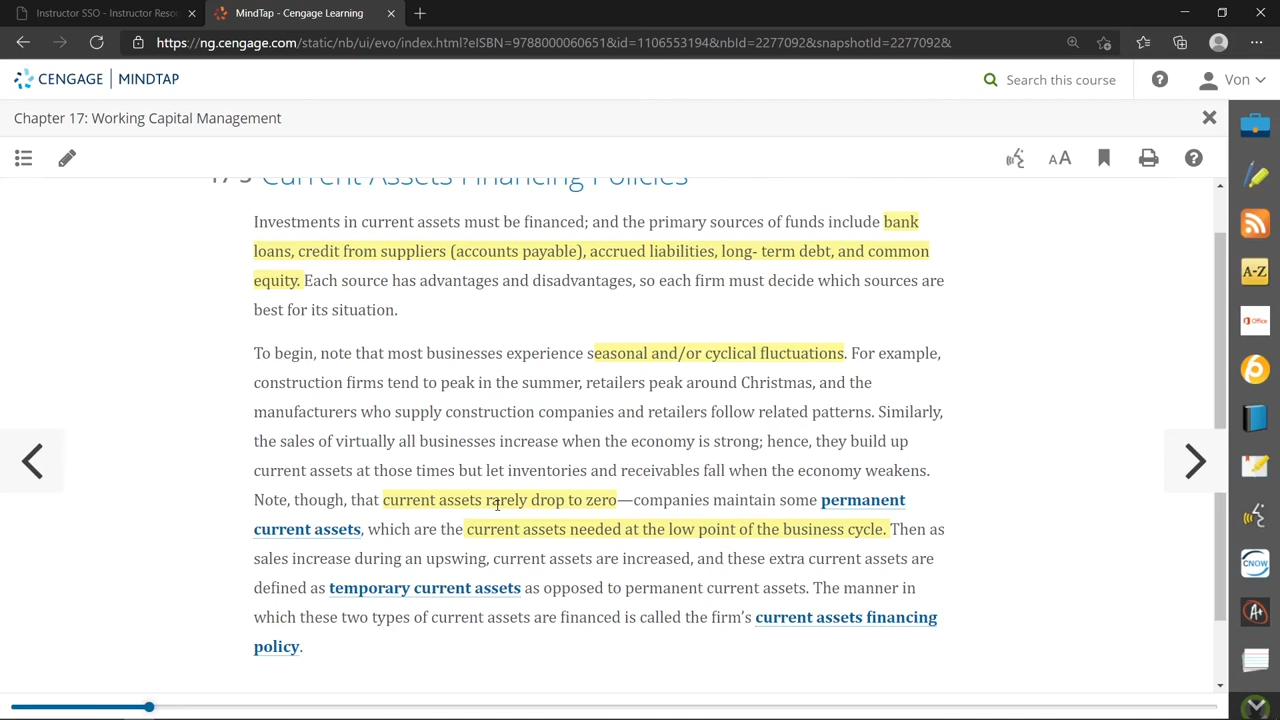 Instructor SSO - Instructor Resou
MindTap - Cengage Learning
https://ng.cengage.com/static/nb/ui/evo/index.html?eISBN=9788000060651&id=1106553194&nbId=2277092&snapshotId=2277092&
CENGAGE MINDTAP
Search this course
Von
Chapter 17: Working Capital Management
AA
Current Assets Financing Policies
Investments in current assets must be financed; and the primary sources of funds include bank
loans, credit from suppliers (accounts payable), accrued liabilities, long- term debt, and common
equity. Each source has advantages and disadvantages, so each firm must decide which sources are
best for its situation.
To begin, note that most businesses experience seasonal and/or cyclical fluctuations. For example,
construction firms tend to peak in the summer, retailers peak around Christmas, and the
manufacturers who supply construction companies and retailers follow related patterns. Similarly,
the sales of virtually all businesses increase when the economy is strong; hence, they build up
current assets at those times but let inventories and receivables fall when the economy weakens.
Note, though, that current assets rarely drop to zero—companies maintain some permanent
current assets, which are the current assets needed at the low point of the business cycle. Then as
sales increase during an upswing, current assets are increased, and these extra current assets are
defined as temporary current assets as opposed to permanent current assets. The manner in
which these two types of current assets are financed is called the firm's current assets financing
policy.
A-Z
Office
CNOW
A+